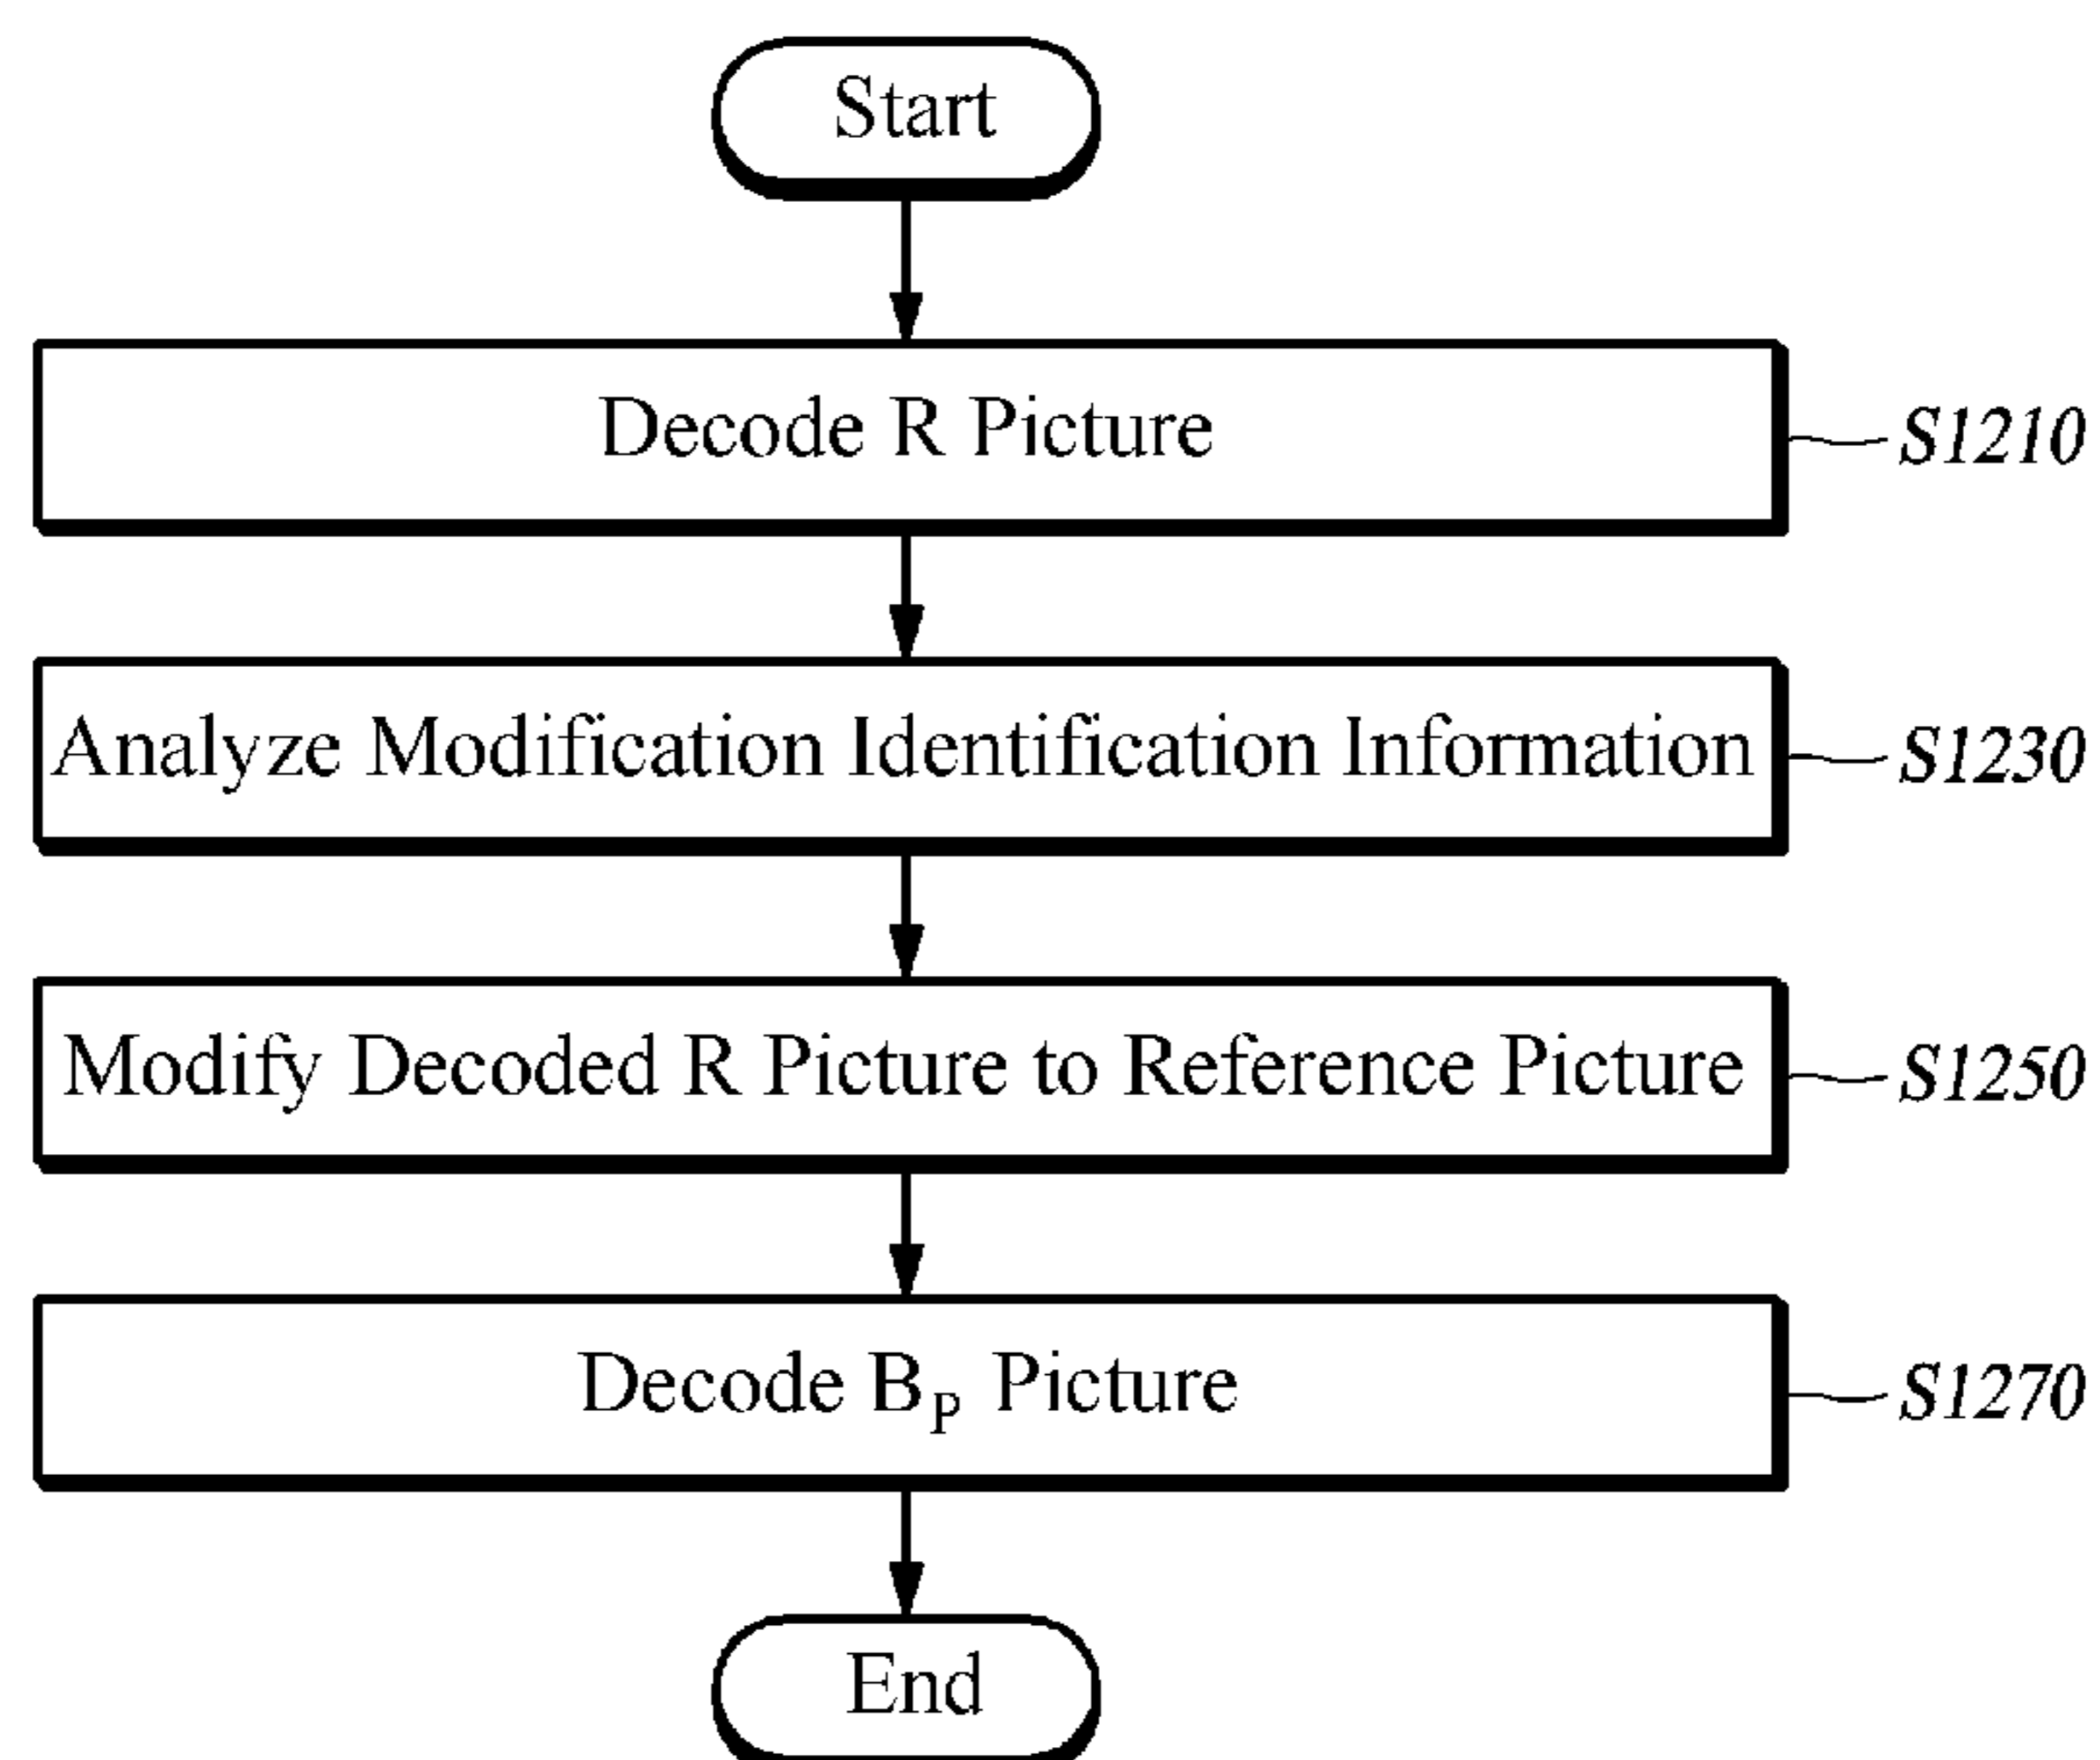 Start
Decode R Picture
S1210
Analyze Modification Identification Information
S1230
Modify Decoded R Picture to Reference Picture
S1250
Decode BP Picture
S1270
End